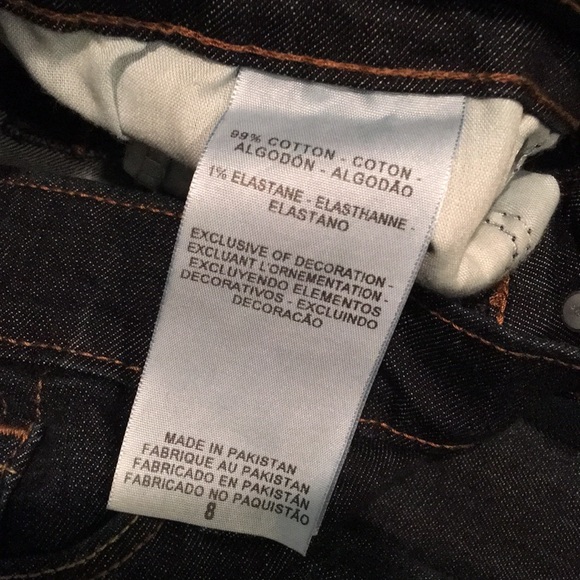 99% COTTON - COTON -
ALGODÓN - ALGODÃO
1% ELASTANE - ELASTHANNE -
ELASTANO
EXCLUSIVE OF DECORATION -
EXCLUANT L'ORNEMENTATION -
EXCLUYENDO ELEMENTOS
DECORATIVOS - EXCLUINDO
DECORACAO
MADE IN PAKISTAN
FABRIQUE AU PAKISTAN
FABRICADO EN PAKISTÁN
FABRICADO NO PAQUISTÃO
8